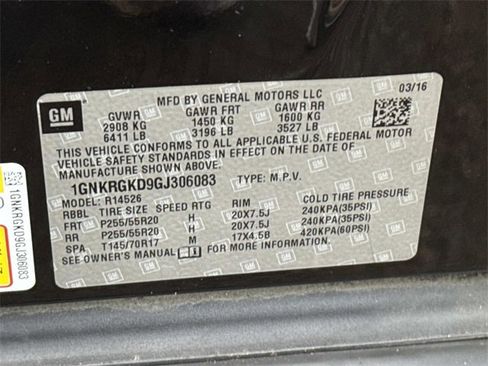 GM
MFD BY GENERAL MOTORS LLC
03/16
GVWR GAWR FRT GAWR RR
2908 KG 1450 KG 1600 KG
6411 LB 3196 LB 3527 LB
THIS VEHICLE CONFORMS TO ALL APPLICABLE U.S. FEDERAL MOTOR
VEHICLE SAFETY STANDARDS IN EFFECT ON THE DATE OF
MANUFACTURE SHOWN ABOVE.
1GNKRGKD9GJ306083 TYPE: M.P.V.
MODEL: R14526
RBBL TIRE SIZE SPEED RTG RIM COLD TIRE PRESSURE
FRT P255/55R20 H 20X7.5J 240KPA(35PSI)
RR P255/55R20 H 20X7.5J 240KPA(35PSI)
SPA T145/70R17 M 17X4.5B 420KPA(60PSI)
SEE OWNER'S MANUAL FOR ADDITIONAL INFORMATION
1GNKRGKD9GJ306083